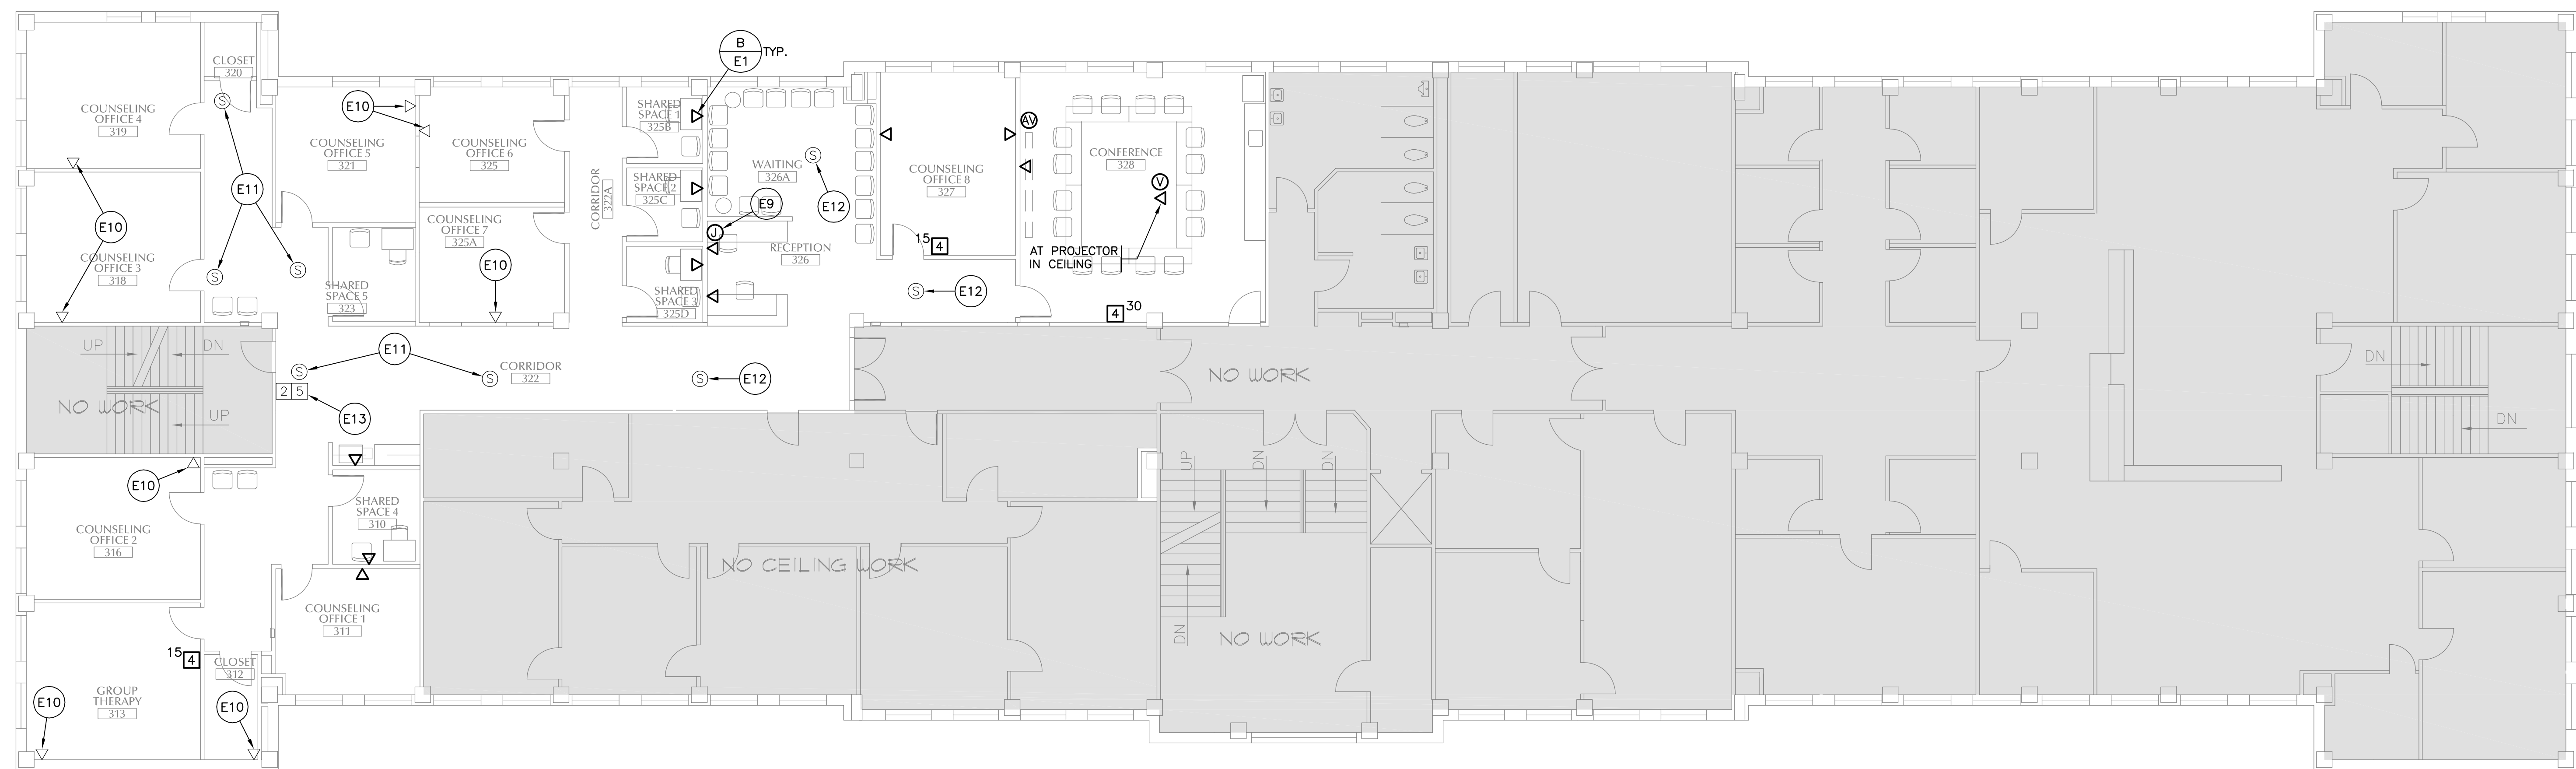 B
E1
TYP.
CLOSET
320
S
COUNSELING
OFFICE 4
319
E10
COUNSELING
OFFICE 5
321
COUNSELING
OFFICE 6
325
SHARED
SPACE 1
325B
WAITING
326A
S
AV
CONFERENCE
328
COUNSELING
OFFICE 8
327
V
E11
CORRIDOR
322A
SHARED
SPACE 2
325C
E9
E12
E10
COUNSELING
OFFICE 7
325A
J
RECEPTION
326
15
4
AT PROJECTOR
IN CEILING
COUNSELING
OFFICE 3
318
S
S
E10
SHARED
SPACE 5
323
SHARED
SPACE 3
325D
S
E12
4
30
UP
DN
NO WORK
UP
E11
S
S
CORRIDOR
322
S
E12
NO WORK
2
5
E13
DN
DN
E10
UP
DN
DN
COUNSELING
OFFICE 2
316
SHARED
SPACE 4
310
NO CEILING WORK
COUNSELING
OFFICE 1
311
DN
NO WORK
15
4
CLOSET
312
GROUP
THERAPY
313
E10
E10